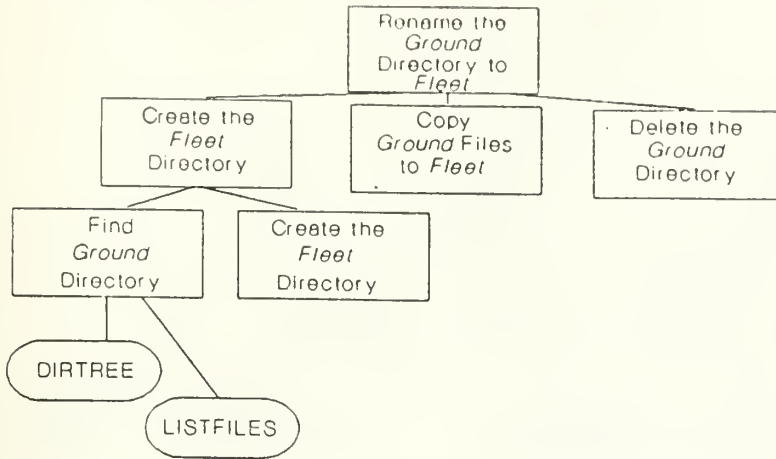 Rename the
Ground
Directory to
Fleet
Create the
Fleet
Directory
Copy
Ground Files
to Fleet
Delete the
Ground
Directory
Find
Ground
Directory
Create the
Fleet
Directory
DIRTREE
LISTFILES